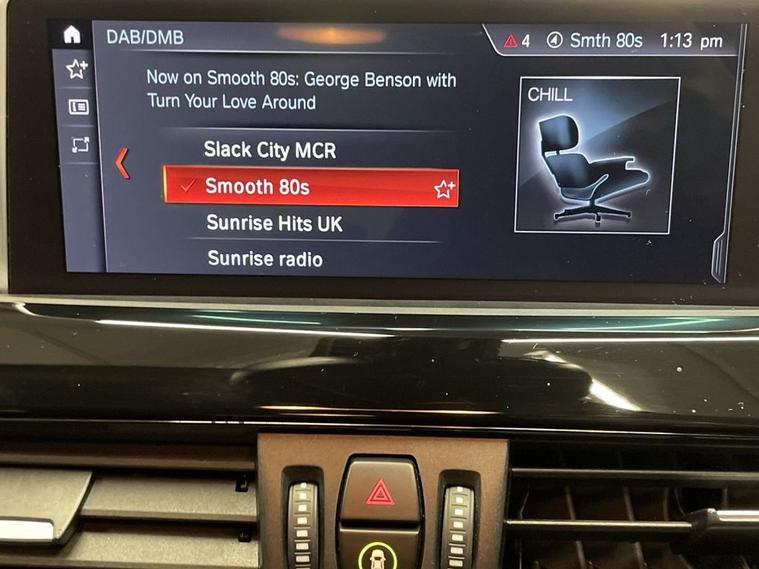 DAB/DMB
4 Smth 80s 1:13 pm
Now on Smooth 80s: George Benson with
Turn Your Love Around
CHILL
Slack City MCR
Smooth 80s
Sunrise Hits UK
Sunrise radio